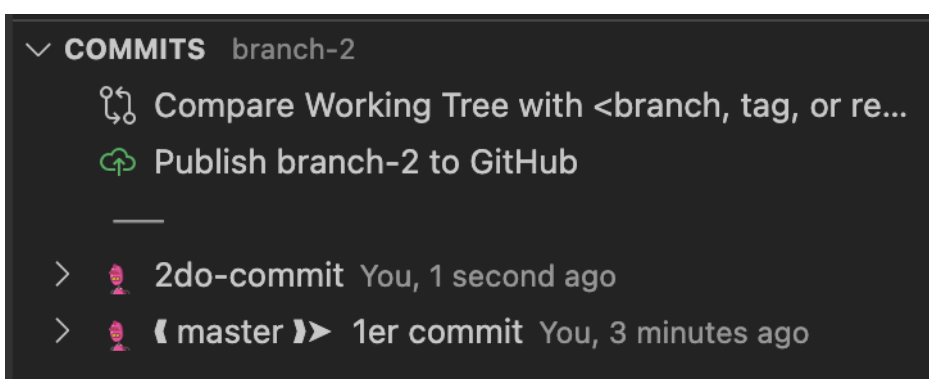 COMMITS branch-2
Compare Working Tree with <branch, tag, or re...
Publish branch-2 to GitHub
2do-commit You, 1 second ago
❪ master ❫➤ 1er commit You, 3 minutes ago